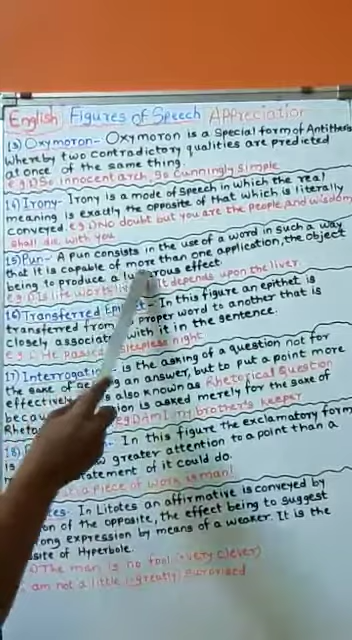 English Figures of Speech Appreciation
13) Oxymoron- Oxymoron is a special form of Antithesis
whereby two contradictory qualities are predicted
at once of the same thing.
e.g 1) So innocent arch, So Cunningly simple
14) Irony- Irony is a mode of speech in which the real
meaning is exactly the opposite of that which is literally
conveyed e.g 1) No doubt but you are the people, and wisdom
shall die with you
15) Pun- A Pun consists in the use of a word in such a way
that it is capable of more than one application, the object
being to produce a effect.
e.g 1) Is life worth It depends upon the liver
16) Transferred - In this figure an epithet is
transferred from proper word to another that is
closely with it in the sentence.
e.g 1. He sleepless night
17) Interrogation is the asking of a question not for
the sake of an answer, but to put a point more
effectively also known as Rhetorical Question
is asked merely for the sake of
e.g 1) Am I my brother's keeper
In this figure the exclamatory form
is greater attention to a point than a
statement of it could do.
a piece of work is man!
In Litotes an affirmative is conveyed by
of the opposite, the effect being to suggest
expression by means of a weaker. It is the
of Hyperbole.
The man is no fool (very clever)
am not a little (greatly) surprised